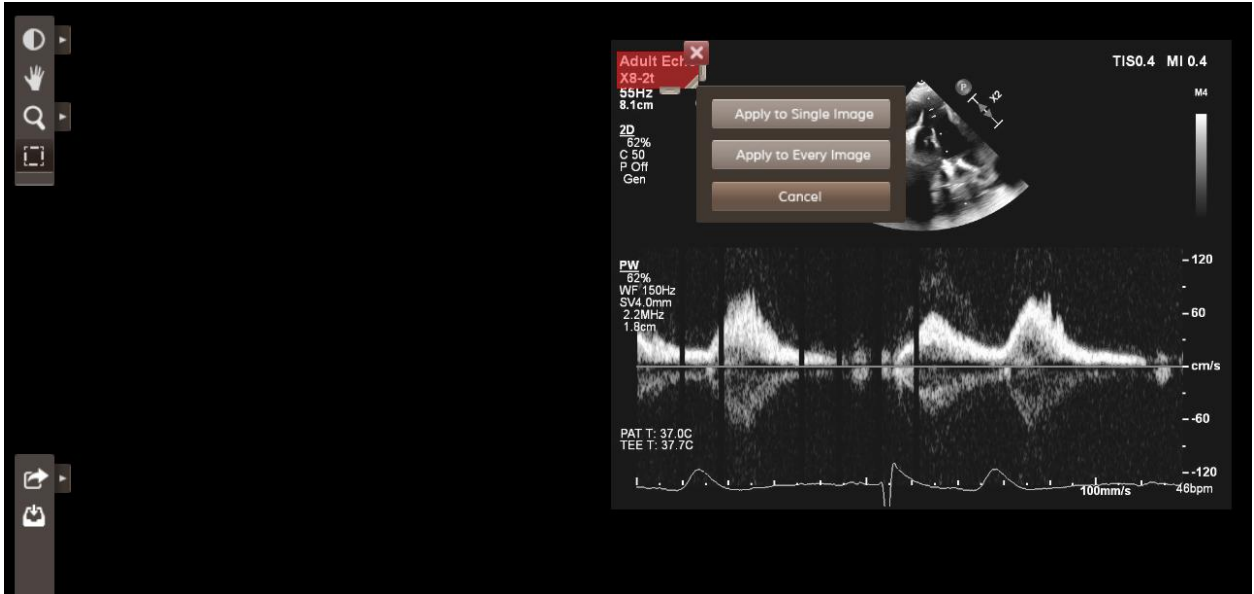 Adult Echo
X8-2t
55Hz
8.1cm
2D
62%
C 50
P Off
Gen
TIS0.4 MI 0.4
M4
P
X2
Apply to Single Image
Apply to Every Image
Cancel
PW
62%
WF 150Hz
SV4.0mm
2.2MHz
1.8cm
-120
-60
cm/s
--60
--120
PAT T: 37.0C
TEE T: 37.7C
100mm/s
46bpm